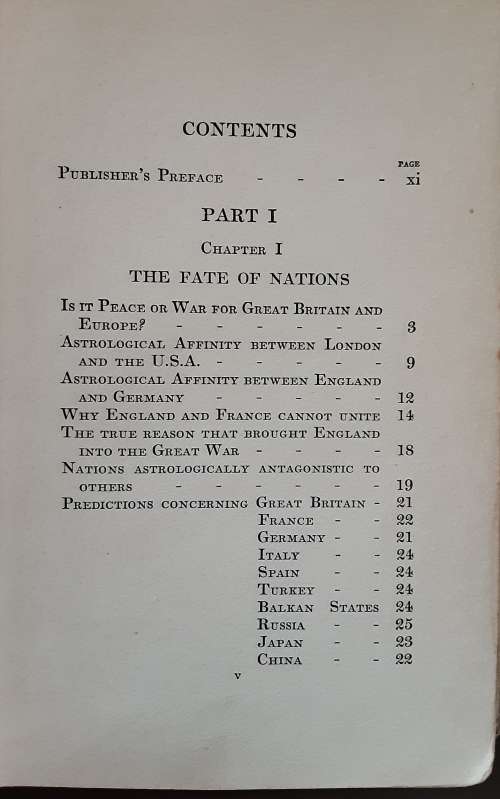 CONTENTS
PAGE
PUBLISHER'S PREFACE - - - - xi
PART I
CHAPTER I
THE FATE OF NATIONS
IS IT PEACE OR WAR FOR GREAT BRITAIN AND
EUROPE? - - - - - - 3
ASTROLOGICAL AFFINITY BETWEEN LONDON
AND THE U.S.A. - - - - - 9
ASTROLOGICAL AFFINITY BETWEEN ENGLAND
AND GERMANY - - - - - 12
WHY ENGLAND AND FRANCE CANNOT UNITE 14
THE TRUE REASON THAT BROUGHT ENGLAND
INTO THE GREAT WAR - - - - 18
NATIONS ASTROLOGICALLY ANTAGONISTIC TO
OTHERS - - - - - - 19
PREDICTIONS CONCERNING GREAT BRITAIN - 21
FRANCE - - 22
GERMANY - - 21
ITALY - - 24
SPAIN - - 24
TURKEY - - 24
BALKAN STATES 24
RUSSIA - - 25
JAPAN - - 23
CHINA - - 22
v